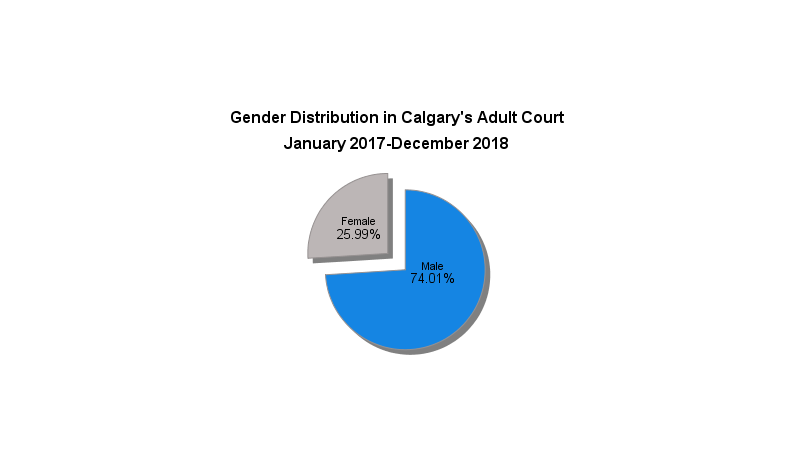 Gender Distribution in Calgary's Adult Court
January 2017-December 2018
Female
25.99%
Male
74.01%